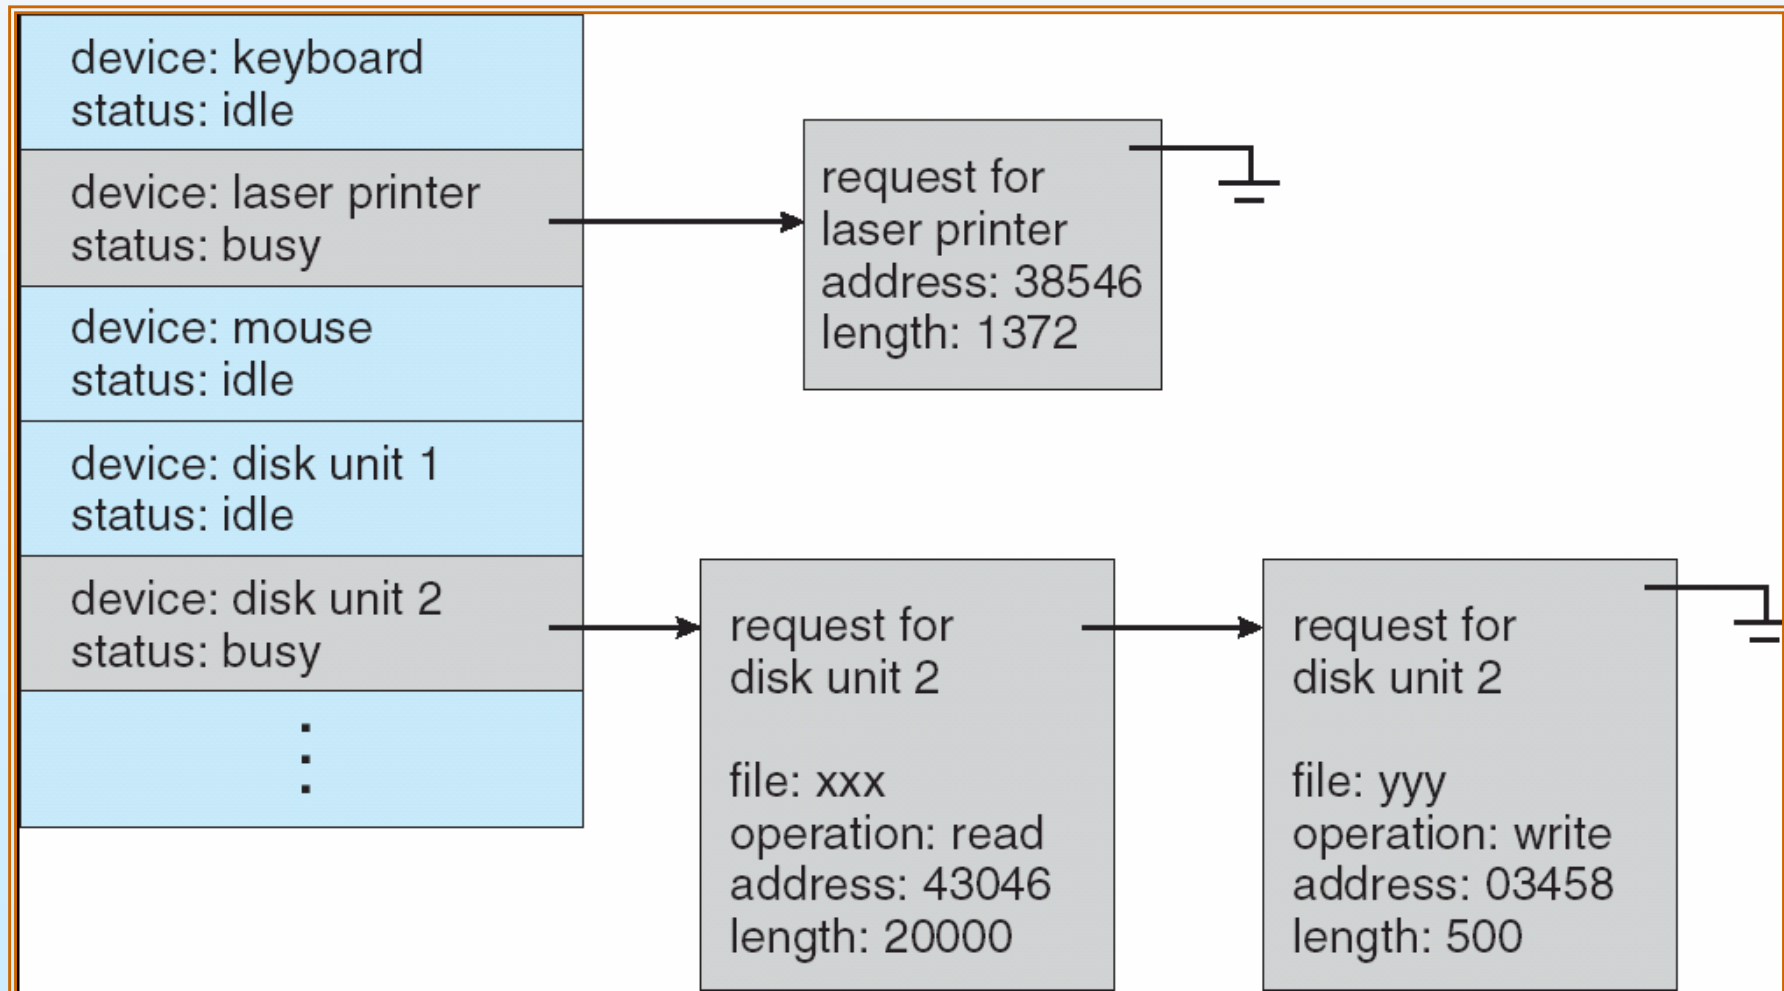 device: keyboard
status: idle
device: laser printer
status: busy
device: mouse
status: idle
device: disk unit 1
status: idle
device: disk unit 2
status: busy
request for
laser printer
address: 38546
length: 1372
request for
disk unit 2
file: xxx
operation: read
address: 43046
length: 20000
request for
disk unit 2
file: yyy
operation: write
address: 03458
length: 500